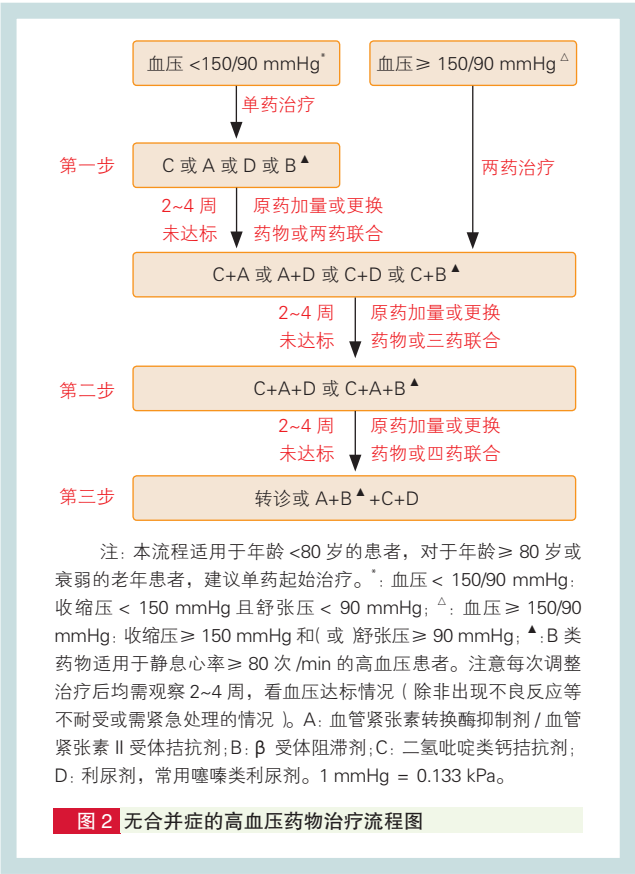 血压 <150/90 mmHg*
血压≥ 150/90 mmHg △
单药治疗
第一步
C 或 A 或 D 或 B▲
两药治疗
2~4 周 原药加量或更换
未达标 药物或两药联合
C+A 或 A+D 或 C+D 或 C+B▲
2~4 周 原药加量或更换
未达标 药物或三药联合
第二步
C+A+D 或 C+A+B▲
2~4 周 原药加量或更换
未达标 药物或四药联合
第三步
转诊或 A+B▲+C+D
注: 本流程适用于年龄 <80 岁的患者，对于年龄≥ 80 岁或
衰弱的老年患者，建议单药起始治疗。*: 血压< 150/90 mmHg:
收缩压< 150 mmHg 且舒张压< 90 mmHg; △: 血压≥ 150/90
mmHg: 收缩压≥ 150 mmHg 和( 或 )舒张压≥ 90 mmHg; ▲:B 类
药物适用于静息心率≥ 80 次 /min 的高血压患者。注意每次调整
治疗后均需观察 2~4 周，看血压达标情况 ( 除非出现不良反应等
不耐受或需紧急处理的情况 )。A: 血管紧张素转换酶抑制剂 / 血管
紧张素 II 受体拮抗剂; B: β 受体阻滞剂; C: 二氢吡啶类钙拮抗剂;
D: 利尿剂，常用噻嗪类利尿剂。1 mmHg = 0.133 kPa。
图 2 无合并症的高血压药物治疗流程图